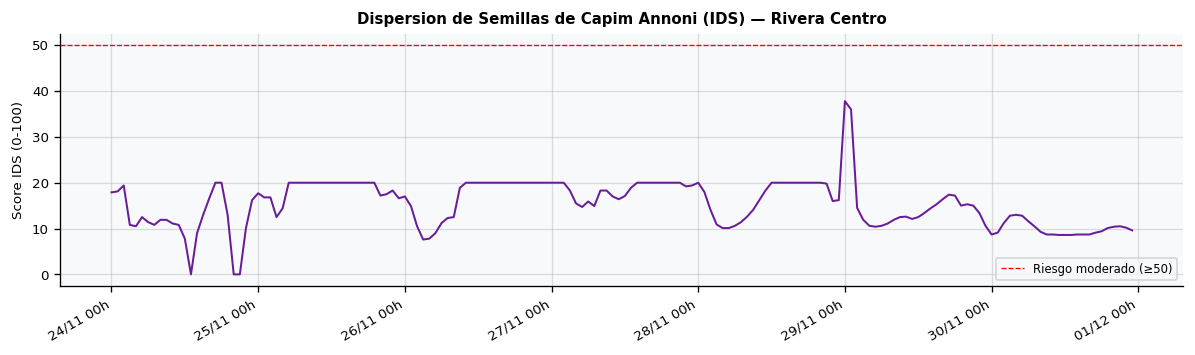 Dispersion de Semillas de Capim Annoni (IDS) — Rivera Centro
Score IDS (0-100)
50
40
30
20
10
0
Riesgo moderado (≥50)
24/11 00h
25/11 00h
26/11 00h
27/11 00h
28/11 00h
29/11 00h
30/11 00h
01/12 00h